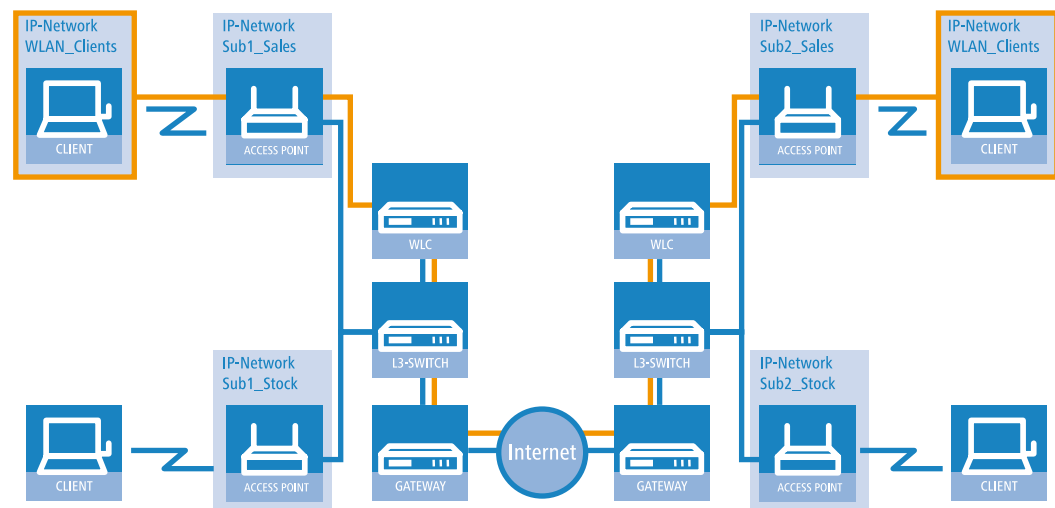 IP-Network
WLAN_Clients
CLIENT
IP-Network
Sub1_Sales
ACCESS POINT
WLC
L3-SWITCH
IP-Network
Sub1_Stock
CLIENT
ACCESS POINT
GATEWAY
Internet
IP-Network
Sub2_Sales
ACCESS POINT
IP-Network
WLAN_Clients
CLIENT
WLC
L3-SWITCH
GATEWAY
IP-Network
Sub2_Stock
ACCESS POINT
CLIENT